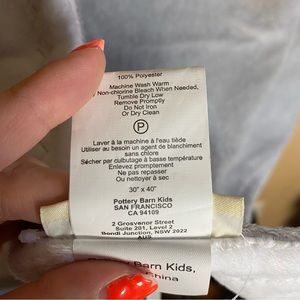 100% Polyester
Machine Wash Warm
Non-chlorine Bleach When Needed,
Tumble Dry Low
Remove Promptly
Do Not Iron
Or Dry Clean
P
Laver à la machine à l'eau tiède
Utiliser au besoin un agent de blanchiment
sans chlore
Sécher par culbutage à basse température
Enlever promptement
Ne pas repasser
Ou nettoyer à sec
30" x 40"
Pottery Barn Kids
SAN FRANCISCO
CA 94109
2 Grosvenor Street
Suite 201, Level 2
Bondi Junction, NSW 2022
AUS
Barn Kids,
China